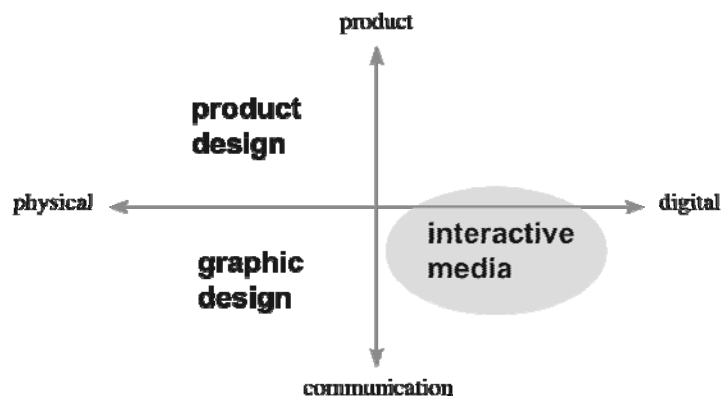 product
product
design
physical
digital
interactive
media
graphic
design
communication